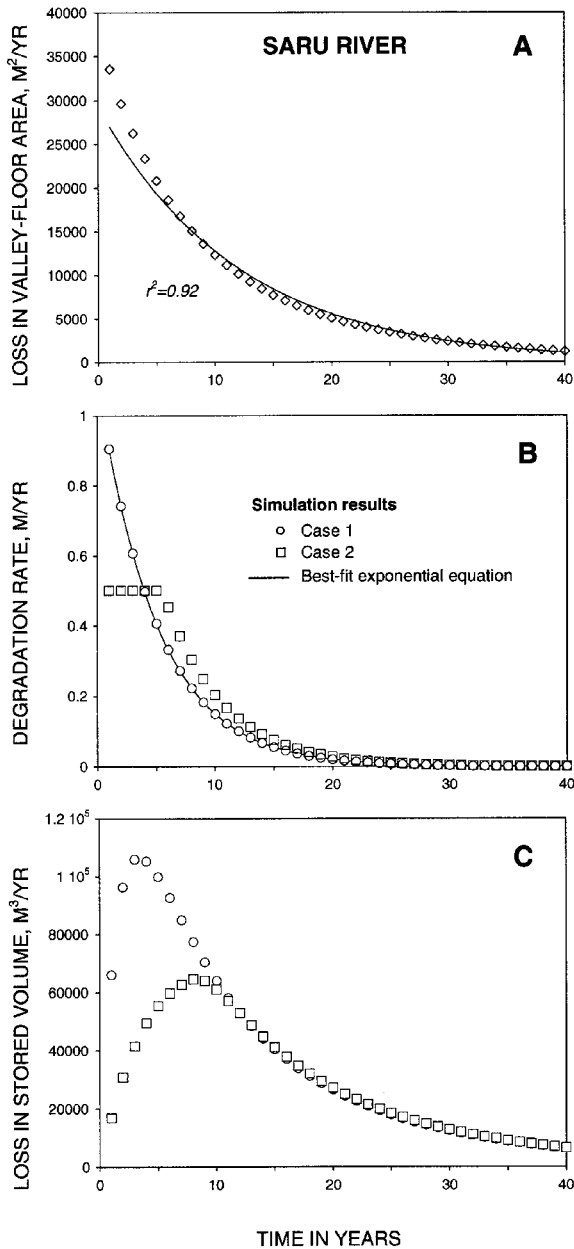 SARU RIVER
A
LOSS IN VALLEY-FLOOR AREA, M²/YR
40000
35000
30000
25000
20000
15000
10000
5000
0
r²=0.92
0 10 20 30 40
B
DEGRADATION RATE, M/YR
1
0.8
0.6
0.4
0.2
0
Simulation results
Case 1
Case 2
Best-fit exponential equation
0 10 20 30 40
C
LOSS IN STORED VOLUME, M³/YR
1.2 10⁵
1 10⁵
80000
60000
40000
20000
0
0 10 20 30 40
TIME IN YEARS